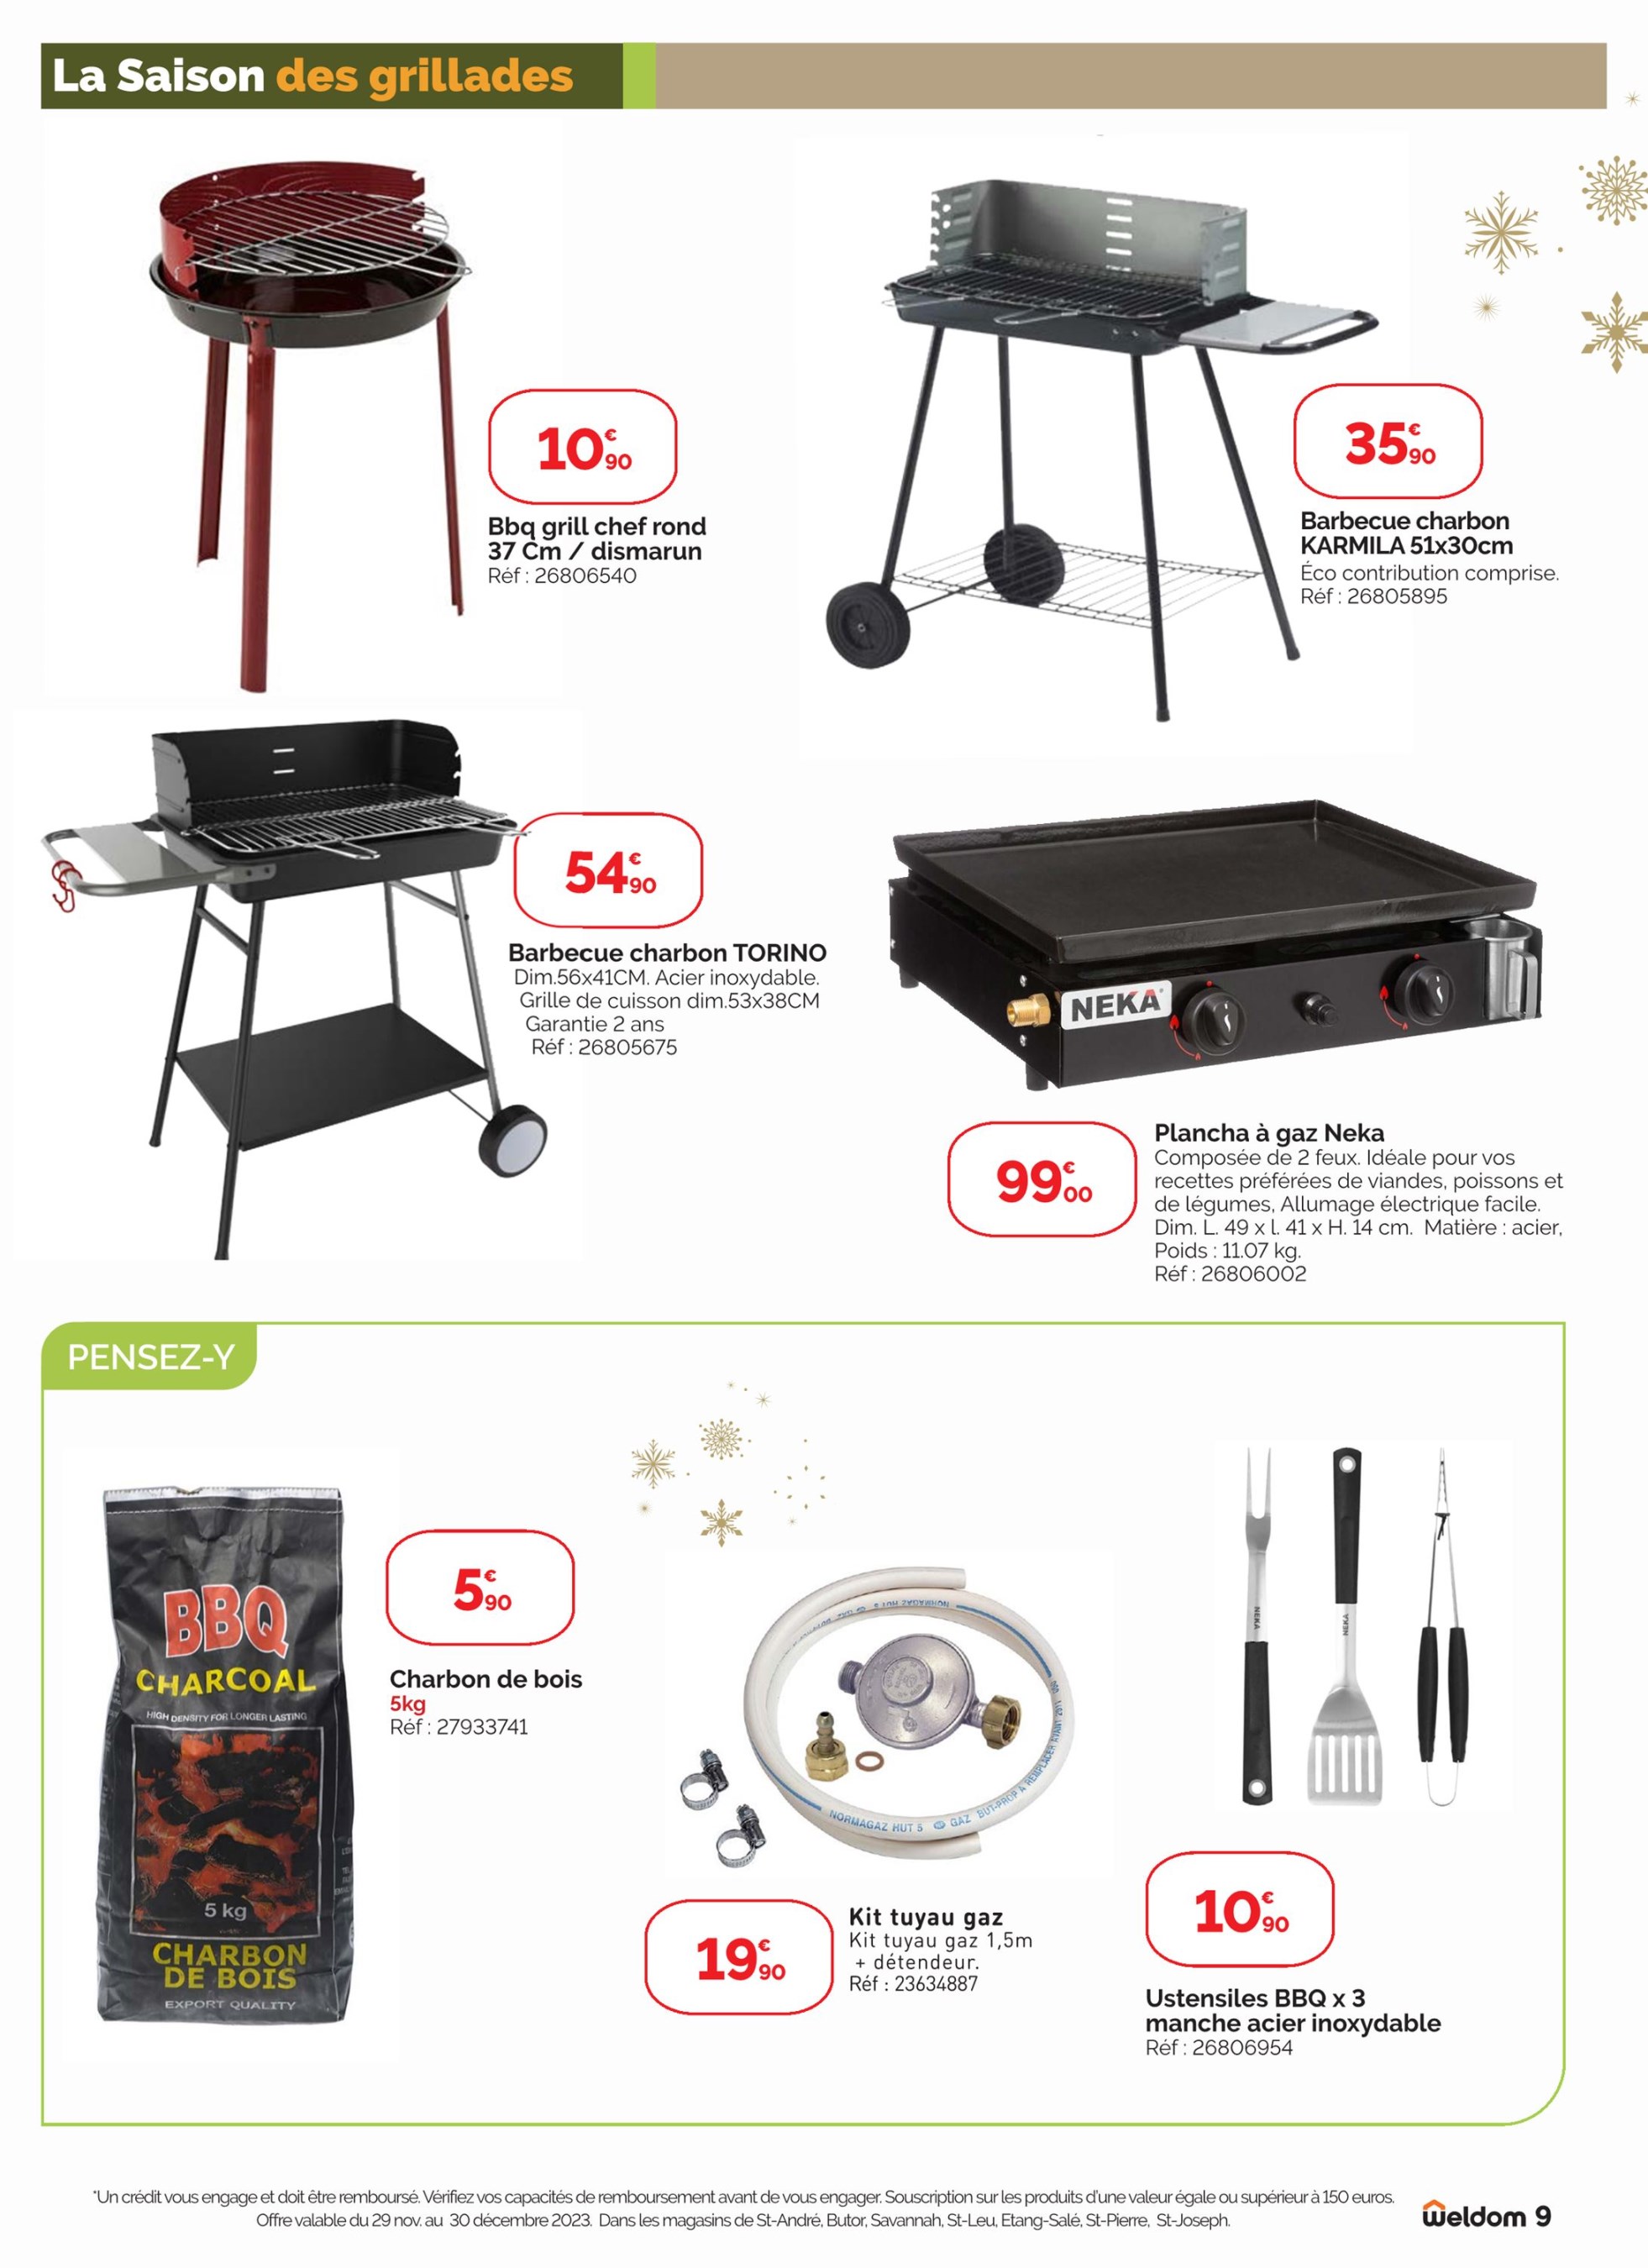 La Saison des grillades
10€90
Bbq grill chef rond
37 Cm / dismarun
Réf : 26806540
35€90
Barbecue charbon
KARMILA 51x30cm
Éco contribution comprise.
Réf : 26805895
54€90
Barbecue charbon TORINO
Dim.56x41CM. Acier inoxydable.
Grille de cuisson dim.53x38CM
Garantie 2 ans
Réf : 26805675
NEKA
99€00
Plancha à gaz Neka
Composée de 2 feux. Idéale pour vos
recettes préférées de viandes, poissons et
de légumes, Allumage électrique facile.
Dim. L. 49 x l. 41 x H. 14 cm. Matière : acier,
Poids : 11.07 kg.
Réf : 26806002
PENSEZ-Y
BBQ
CHARCOAL
HIGH DENSITY FOR LONGER LASTING
5 kg
CHARBON
DE BOIS
EXPORT QUALITY
5€90
Charbon de bois
5kg
Réf : 27933741
NORMAGAZ HUT 5 GAZ BUT-PROP A REMPLACER AVANT
19€90
Kit tuyau gaz
Kit tuyau gaz 1,5m
+ détendeur.
Réf : 23634887
NEKA
NEKA
10€90
Ustensiles BBQ x 3
manche acier inoxydable
Réf : 26806954
*Un crédit vous engage et doit être remboursé. Vérifiez vos capacités de remboursement avant de vous engager. Souscription sur les produits d'une valeur égale ou supérieur à 150 euros.
Offre valable du 29 nov. au 30 décembre 2023. Dans les magasins de St-André, Butor, Savannah, St-Leu, Etang-Salé, St-Pierre, St-Joseph.
weldom 9